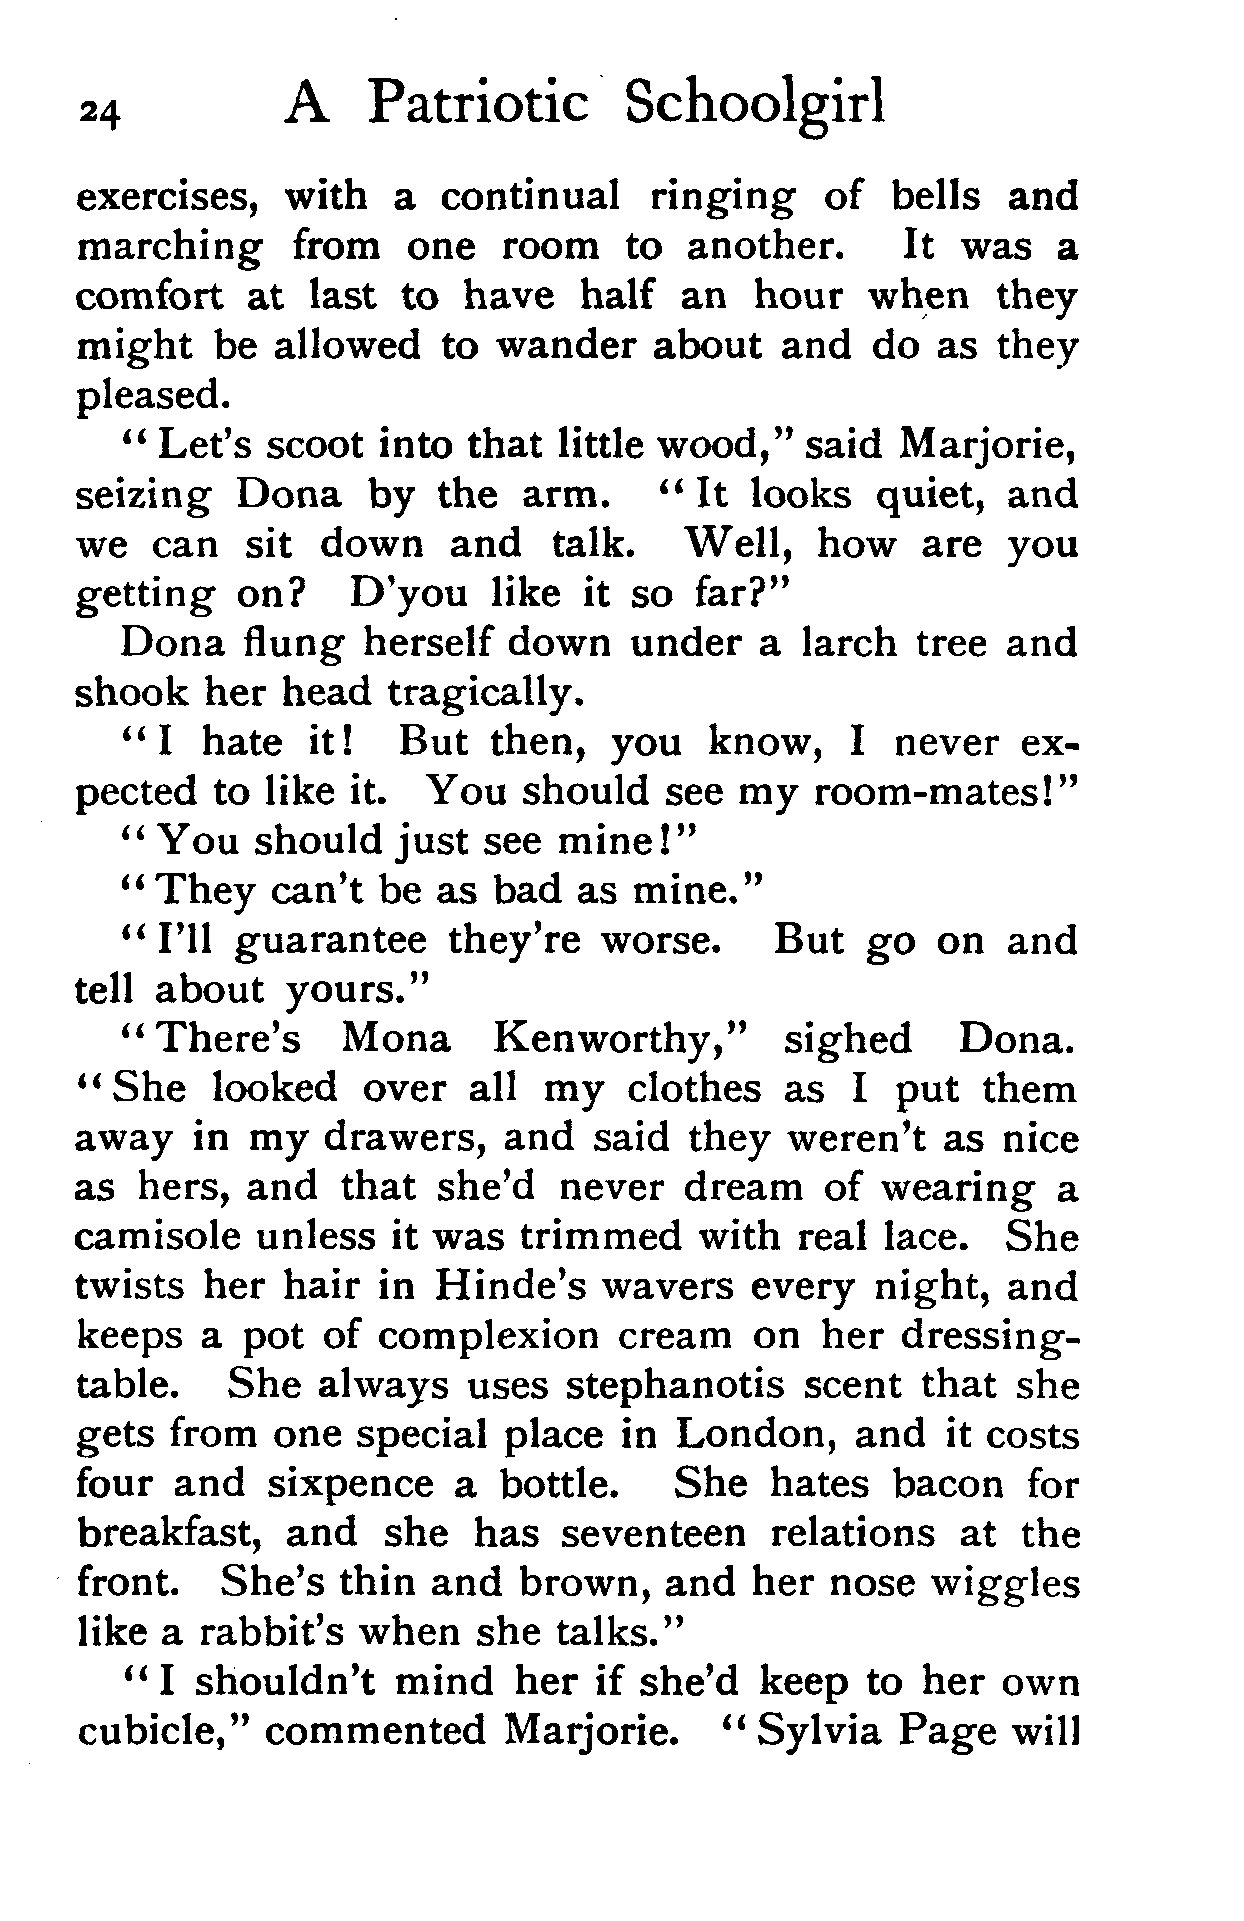 24 A Patriotic Schoolgirl
exercises, with a continual ringing of bells and
marching from one room to another. It was a
comfort at last to have half an hour when they
might be allowed to wander about and do as they
pleased.
“Let's scoot into that little wood,” said Marjorie,
seizing Dona by the arm. “It looks quiet, and
we can sit down and talk. Well, how are you
getting on? D'you like it so far?”
Dona flung herself down under a larch tree and
shook her head tragically.
“I hate it! But then, you know, I never ex-
pected to like it. You should see my room-mates!”
“You should just see mine!”
“They can't be as bad as mine.”
“I'll guarantee they're worse. But go on and
tell about yours.”
“There's Mona Kenworthy,” sighed Dona.
“She looked over all my clothes as I put them
away in my drawers, and said they weren't as nice
as hers, and that she'd never dream of wearing a
camisole unless it was trimmed with real lace. She
twists her hair in Hinde's wavers every night, and
keeps a pot of complexion cream on her dressing-
table. She always uses stephanotis scent that she
gets from one special place in London, and it costs
four and sixpence a bottle. She hates bacon for
breakfast, and she has seventeen relations at the
front. She's thin and brown, and her nose wiggles
like a rabbit's when she talks.”
“I shouldn't mind her if she'd keep to her own
cubicle,” commented Marjorie. “Sylvia Page will